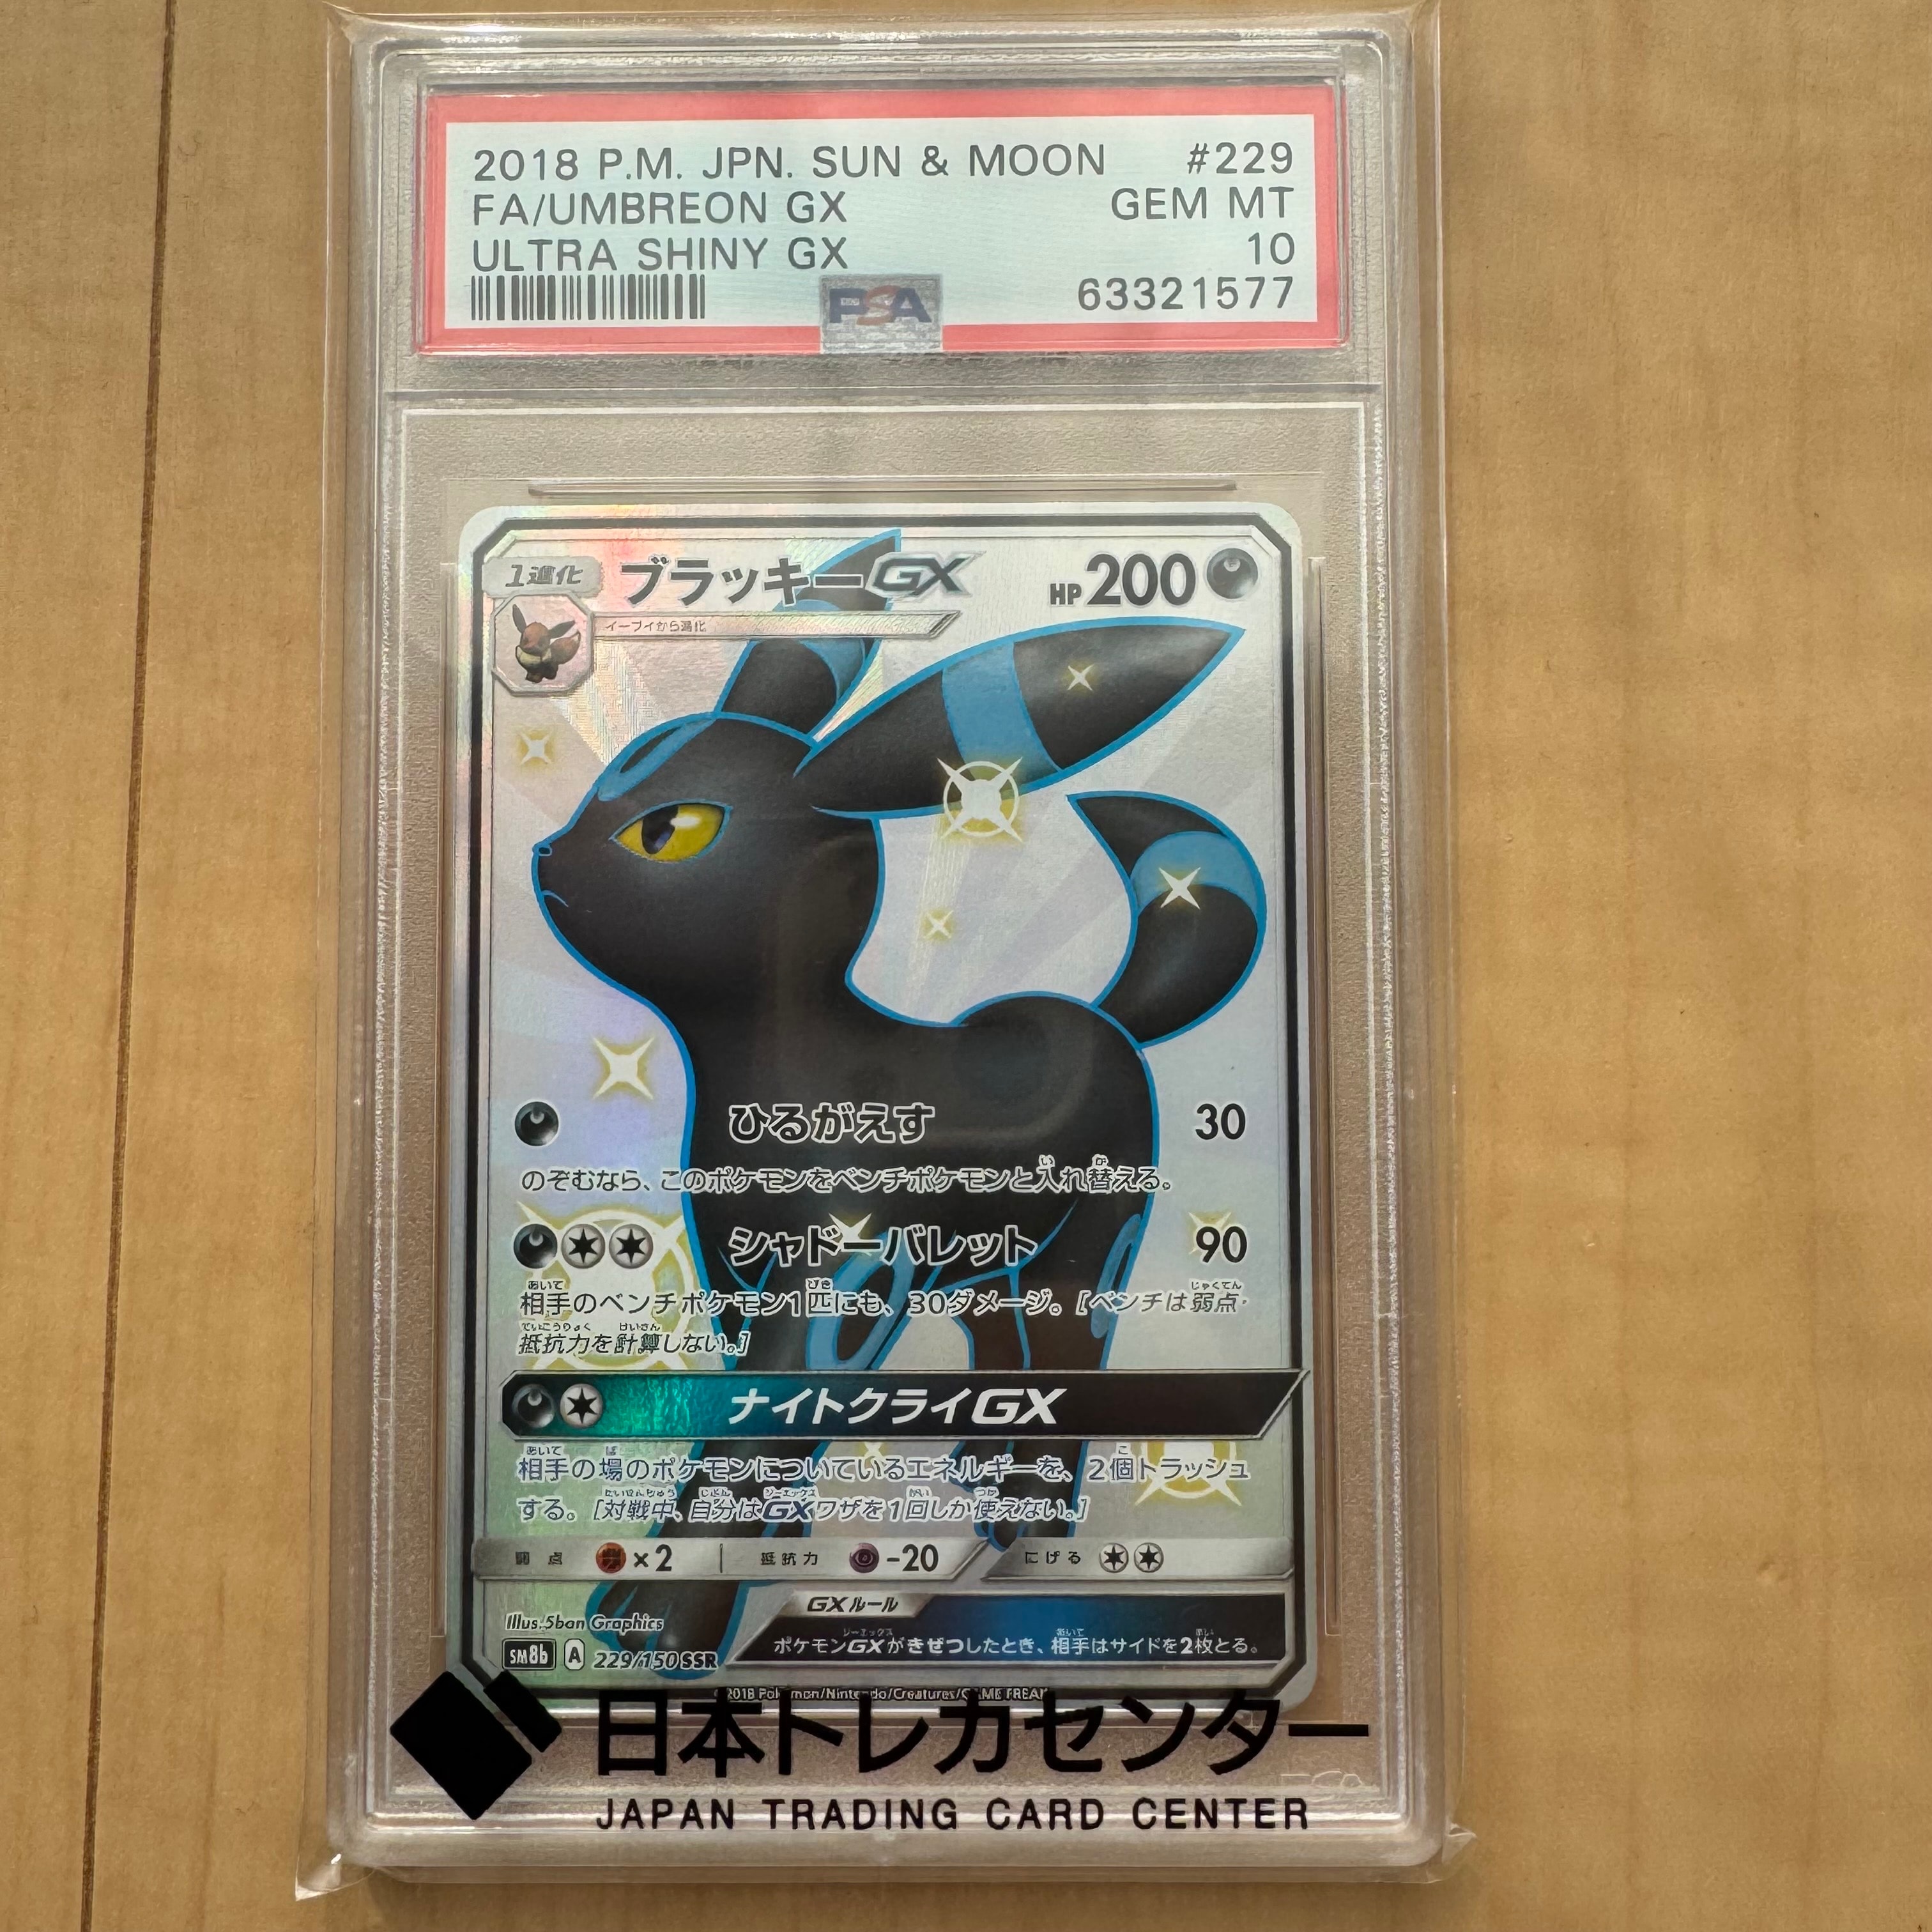 2018 P.M. JPN. SUN & MOON #229
FA/UMBREON GX GEM MT
ULTRA SHINY GX 10
PSA 63321577
1進化 ブラッキーGX HP200
イーブイから進化
ひるがえす 30
のぞむなら、このポケモンをベンチポケモンと入れ替える。
シャドーバレット 90
相手のベンチポケモン1匹にも、30ダメージ。[ベンチは弱点・
抵抗力を計算しない。]
ナイトクライGX
相手の場のポケモンについているエネルギーを、2個トラッシュ
する。[対戦中、自分はGXワザを1回しか使えない。]
弱点 ×2 抵抗力 -20 にげる
GXルール
Illus. 5ban Graphics
ポケモンGXがきぜつしたとき、相手はサイドを2枚とる。
SM8b A 229/150 SSR
©2018 Pokémon/Nintendo/Creatures/GAME FREAK
日本トレカセンター
JAPAN TRADING CARD CENTER